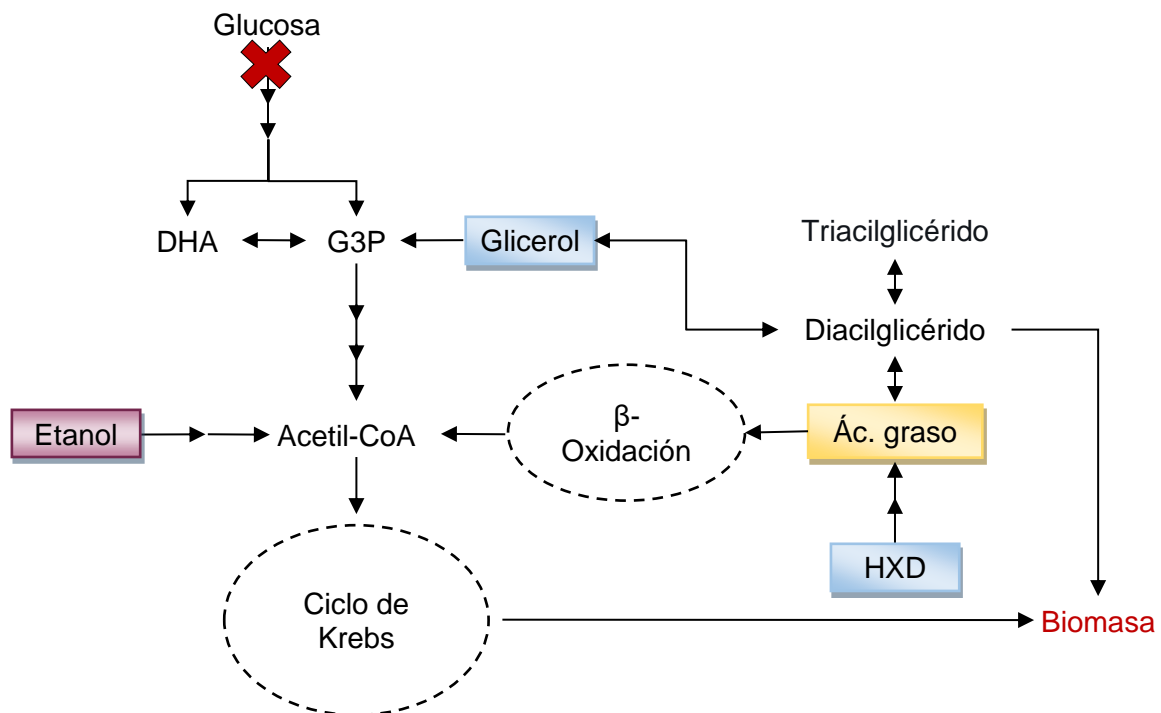 Glucosa
DHA
G3P
Glicerol
Triacilglicérido
Diacilglicérido
Etanol
Acetil-CoA
β-
Oxidación
Ác. graso
HXD
Ciclo de
Krebs
Biomasa